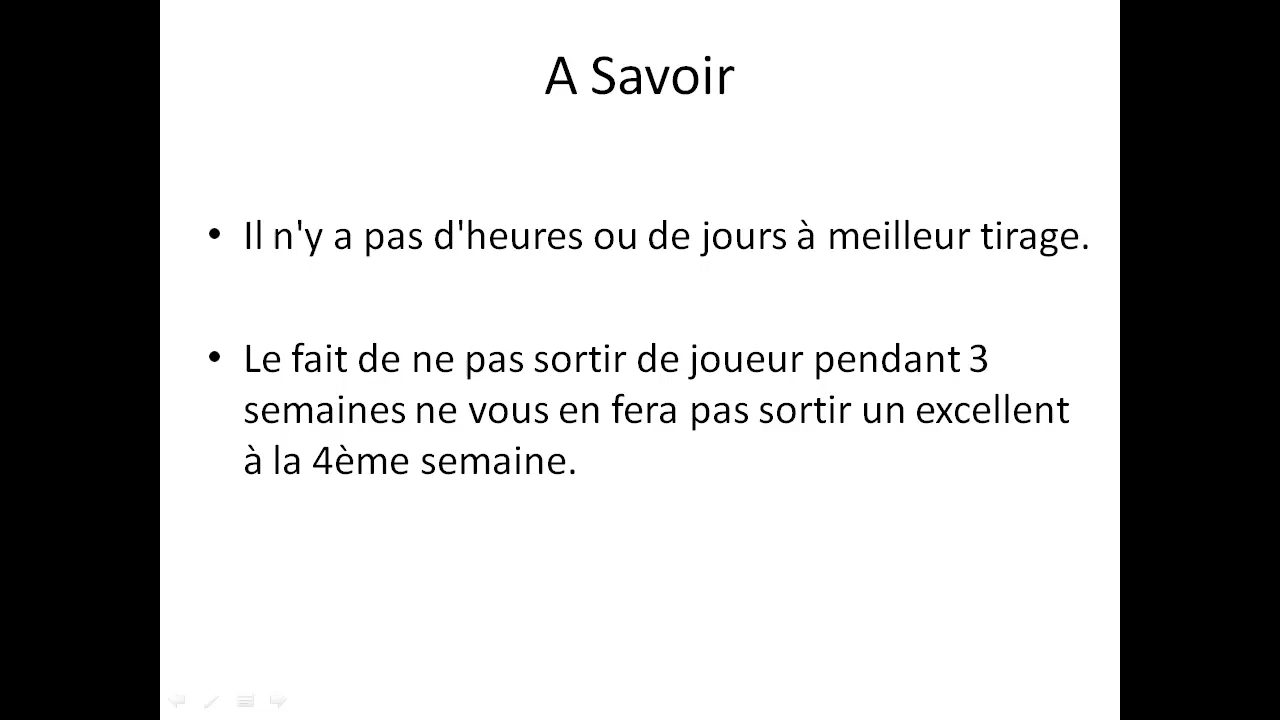 A Savoir
• Il n'y a pas d'heures ou de jours à meilleur tirage.
• Le fait de ne pas sortir de joueur pendant 3
semaines ne vous en fera pas sortir un excellent
à la 4ème semaine.